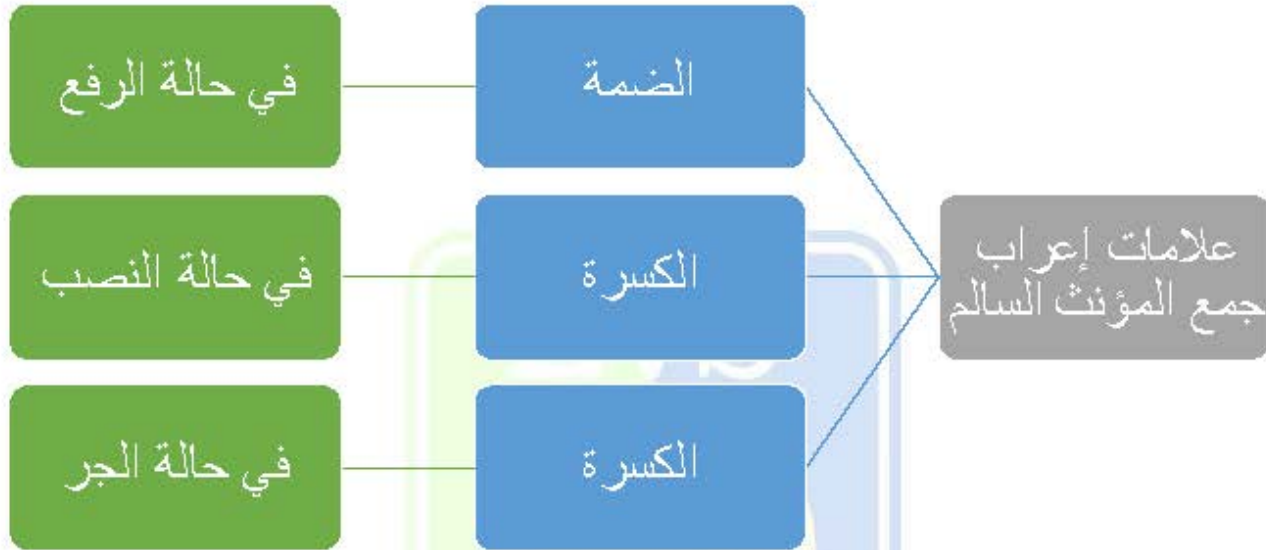 علامات إعراب
جمع المؤنث السالم
الضمة
في حالة الرفع
الكسرة
في حالة النصب
الكسرة
في حالة الجر